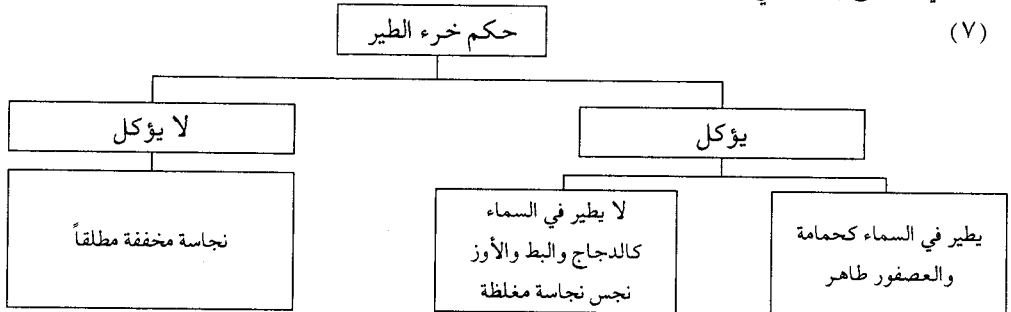 (٧)
حكم خرء الطير
يؤكل
لا يؤكل
يطير في السماء كحمامة
والعصفور طاهر
لا يطير في السماء
كالدجاج والبط والأوز
نجس نجاسة مغلظة
نجاسة مخففة مطلقاً